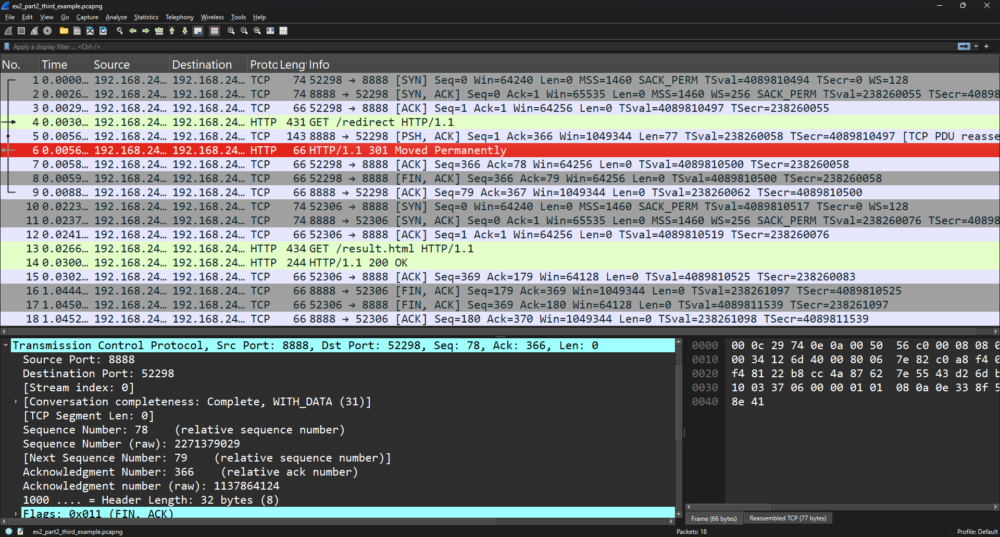 ex2_part2_third_example.pcapng
File Edit View Go Capture Analyze Statistics Telephony Wireless Tools Help
Apply a display filter ... <Ctrl-/>
No. Time Source Destination Proto Leng Info
1 0.0000… 192.168.24… 192.168.24… TCP 74 52298 → 8888 [SYN] Seq=0 Win=64240 Len=0 MSS=1460 SACK_PERM TSval=4089810494 TSecr=0 WS=128
2 0.0026… 192.168.24… 192.168.24… TCP 74 8888 → 52298 [SYN, ACK] Seq=0 Ack=1 Win=65535 Len=0 MSS=1460 WS=256 SACK_PERM TSval=238260055 TSecr=40898
3 0.0029… 192.168.24… 192.168.24… TCP 66 52298 → 8888 [ACK] Seq=1 Ack=1 Win=64256 Len=0 TSval=4089810497 TSecr=238260055
4 0.0030… 192.168.24… 192.168.24… HTTP 431 GET /redirect HTTP/1.1
5 0.0056… 192.168.24… 192.168.24… TCP 143 8888 → 52298 [PSH, ACK] Seq=1 Ack=366 Win=1049344 Len=77 TSval=238260058 TSecr=4089810497 [TCP PDU reasse
6 0.0056… 192.168.24… 192.168.24… HTTP 66 HTTP/1.1 301 Moved Permanently
7 0.0058… 192.168.24… 192.168.24… TCP 66 52298 → 8888 [ACK] Seq=366 Ack=78 Win=64256 Len=0 TSval=4089810500 TSecr=238260058
8 0.0059… 192.168.24… 192.168.24… TCP 66 52298 → 8888 [FIN, ACK] Seq=366 Ack=79 Win=64256 Len=0 TSval=4089810500 TSecr=238260058
9 0.0088… 192.168.24… 192.168.24… TCP 66 8888 → 52298 [ACK] Seq=79 Ack=367 Win=1049344 Len=0 TSval=238260062 TSecr=4089810500
10 0.0223… 192.168.24… 192.168.24… TCP 74 52306 → 8888 [SYN] Seq=0 Win=64240 Len=0 MSS=1460 SACK_PERM TSval=4089810517 TSecr=0 WS=128
11 0.0237… 192.168.24… 192.168.24… TCP 74 8888 → 52306 [SYN, ACK] Seq=0 Ack=1 Win=65535 Len=0 MSS=1460 WS=256 SACK_PERM TSval=238260076 TSecr=40898
12 0.0241… 192.168.24… 192.168.24… TCP 66 52306 → 8888 [ACK] Seq=1 Ack=1 Win=64256 Len=0 TSval=4089810519 TSecr=238260076
13 0.0266… 192.168.24… 192.168.24… HTTP 434 GET /result.html HTTP/1.1
14 0.0300… 192.168.24… 192.168.24… HTTP 244 HTTP/1.1 200 OK
15 0.0302… 192.168.24… 192.168.24… TCP 66 52306 → 8888 [ACK] Seq=369 Ack=179 Win=64128 Len=0 TSval=4089810525 TSecr=238260083
16 1.0444… 192.168.24… 192.168.24… TCP 66 8888 → 52306 [FIN, ACK] Seq=179 Ack=369 Win=1049344 Len=0 TSval=238261097 TSecr=4089810525
17 1.0450… 192.168.24… 192.168.24… TCP 66 52306 → 8888 [FIN, ACK] Seq=369 Ack=180 Win=64128 Len=0 TSval=4089811539 TSecr=238261097
18 1.0452… 192.168.24… 192.168.24… TCP 66 8888 → 52306 [ACK] Seq=180 Ack=370 Win=1049344 Len=0 TSval=238261098 TSecr=4089811539
Transmission Control Protocol, Src Port: 8888, Dst Port: 52298, Seq: 78, Ack: 366, Len: 0
Source Port: 8888
Destination Port: 52298
[Stream index: 0]
[Conversation completeness: Complete, WITH_DATA (31)]
[TCP Segment Len: 0]
Sequence Number: 78    (relative sequence number)
Sequence Number (raw): 2271379029
[Next Sequence Number: 79    (relative sequence number)]
Acknowledgment Number: 366    (relative ack number)
Acknowledgment number (raw): 1137864124
1000 .... = Header Length: 32 bytes (8)
Flags: 0x011 (FIN, ACK)
0000 00 0c 29 74 0e 0a 00 50 56 c0 00 08 08 0
0010 00 34 12 6d 40 00 80 06 7e 82 c0 a8 f4 0
0020 f4 81 22 b8 cc 4a 87 62 7e 55 43 d2 6d b
0030 10 03 37 06 00 00 01 01 08 0a 0e 33 8f 5
0040 8e 41
Frame (66 bytes) Reassembled TCP (77 bytes)
ex2_part2_third_example.pcapng Packets: 18 Profile: Default